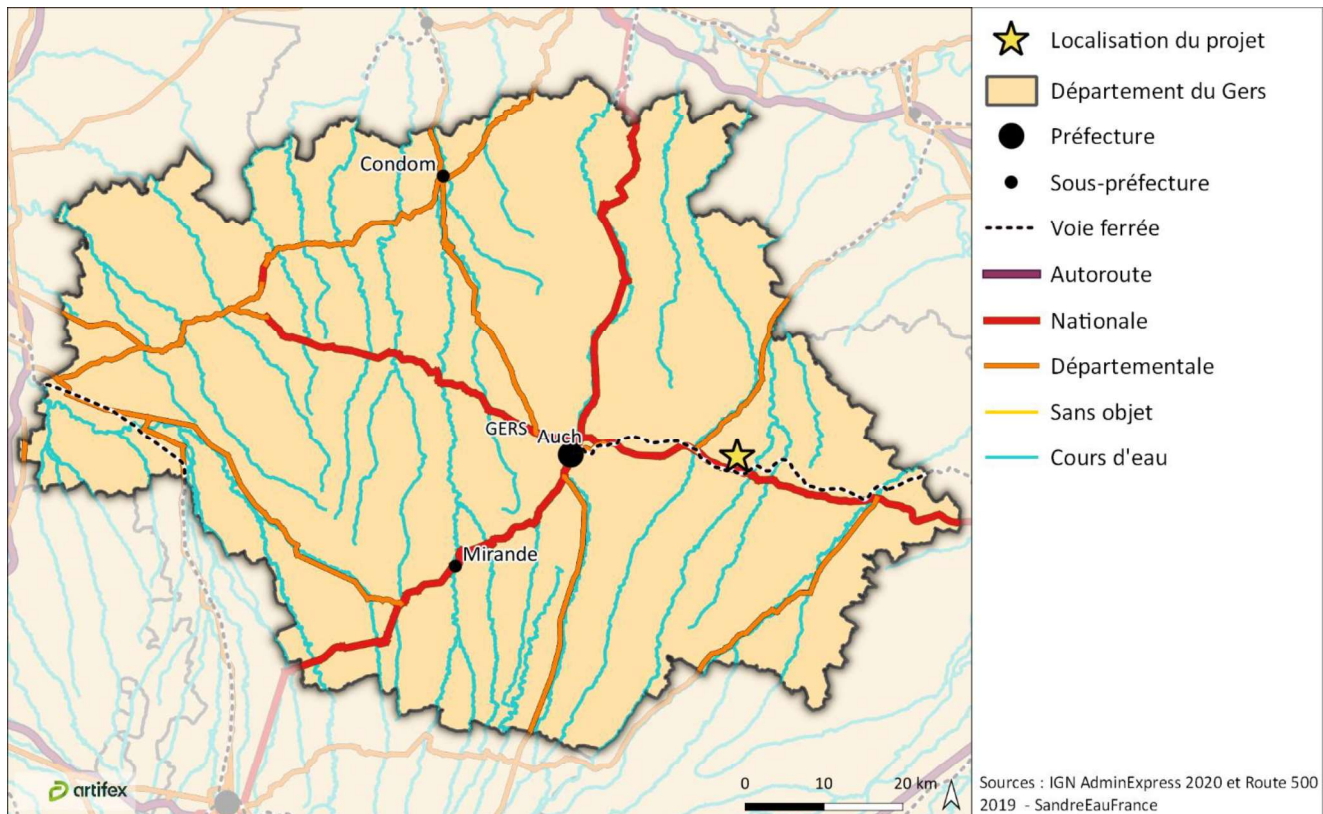 Condom
GERS
Auch
Mirande
artifex
0 10 20 km
Localisation du projet
Département du Gers
Préfecture
Sous-préfecture
Voie ferrée
Autoroute
Nationale
Départementale
Sans objet
Cours d'eau
Sources : IGN AdminExpress 2020 et Route 500
2019 - SandreEauFrance